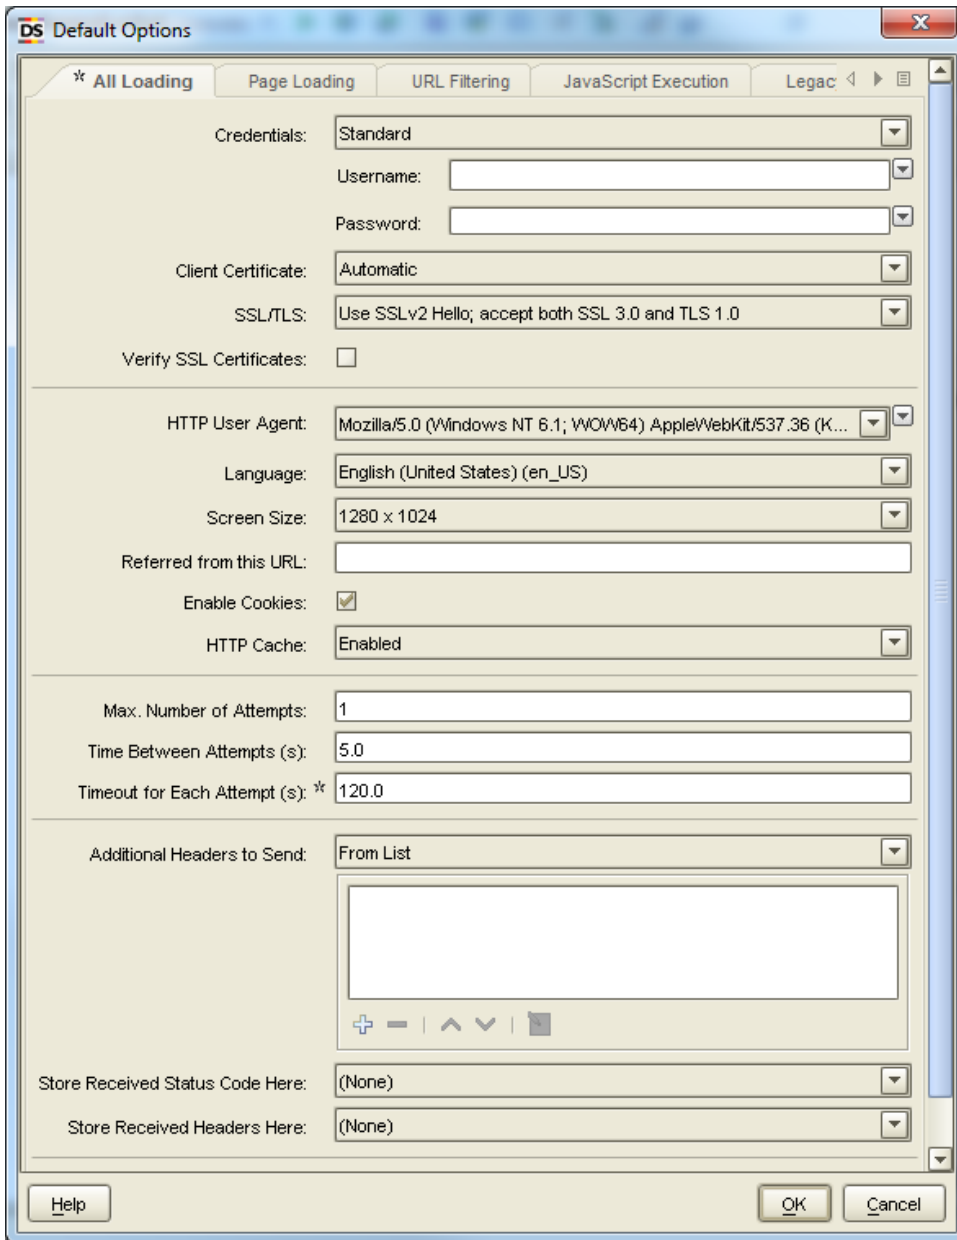 DS Default Options
* All Loading Page Loading URL Filtering JavaScript Execution Legac
Credentials: Standard
Username:
Password:
Client Certificate: Automatic
SSL/TLS: Use SSLv2 Hello; accept both SSL 3.0 and TLS 1.0
Verify SSL Certificates:
HTTP User Agent: Mozilla/5.0 (Windows NT 6.1; WOW64) AppleWebKit/537.36 (K...
Language: English (United States) (en_US)
Screen Size: 1280 x 1024
Referred from this URL:
Enable Cookies:
HTTP Cache: Enabled
Max. Number of Attempts: 1
Time Between Attempts (s): 5.0
Timeout for Each Attempt (s): * 120.0
Additional Headers to Send: From List
Store Received Status Code Here: (None)
Store Received Headers Here: (None)
Help OK Cancel